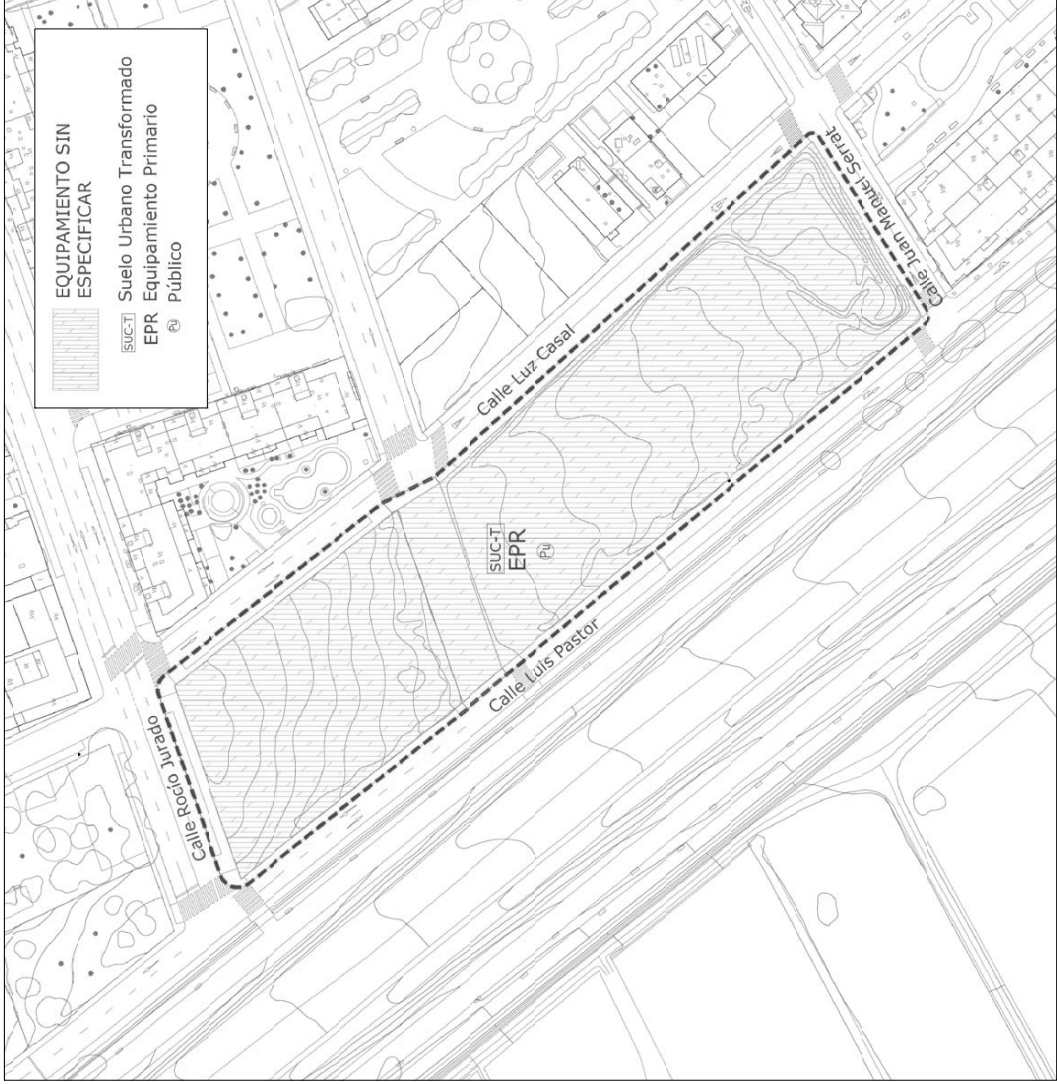 EQUIPAMIENTO SIN
ESPECIFICAR
SUC-T Suelo Urbano Transformado
EPR Equipamiento Primario
Pu Público
Calle Rocío Jurado
Calle Luz Casal
SUC-T
EPR
Pu
Calle Luis Pastor
Calle Juan Manuel Serrat